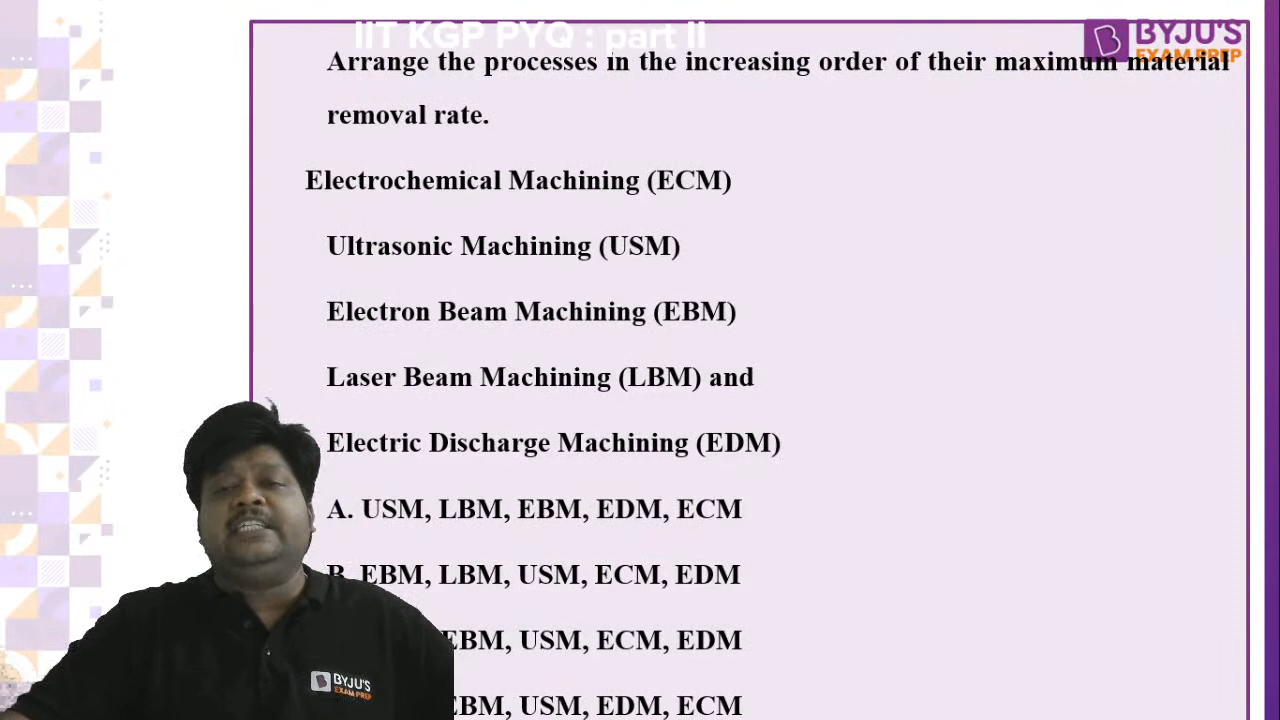 IIT KGP PYQ : part II
BYJU'S
EXAM PREP
Arrange the processes in the increasing order of their maximum material
removal rate.
Electrochemical Machining (ECM)
Ultrasonic Machining (USM)
Electron Beam Machining (EBM)
Laser Beam Machining (LBM) and
Electric Discharge Machining (EDM)
A. USM, LBM, EBM, EDM, ECM
B. EBM, LBM, USM, ECM, EDM
EBM, USM, ECM, EDM
EBM, USM, EDM, ECM
BYJU'S
EXAM PREP